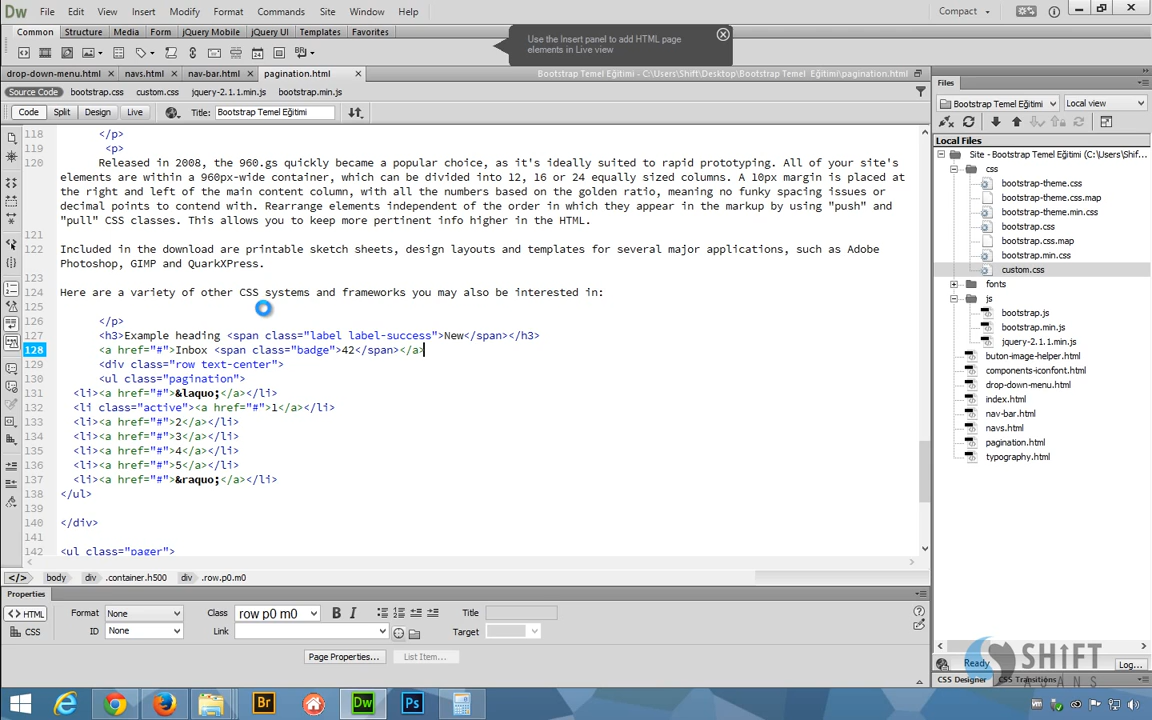 Dw File Edit View Insert Modify Format Commands Site Window Help Compact
Common Structure Media Form jQuery Mobile jQuery UI Templates Favorites
Use the Insert panel to add HTML page
elements in Live view
drop-down-menu.html × navs.html × nav-bar.html × pagination.html ×
Bootstrap Temel Eğitimi - C:\Users\Shift\Desktop\Bootstrap Temel Eğitimi\pagination.html
Source Code bootstrap.css custom.css jquery-2.1.1.min.js bootstrap.min.js
Code Split Design Live Title: Bootstrap Temel Eğitimi
118 </p>
119 <p>
120 Released in 2008, the 960.gs quickly became a popular choice, as it's ideally suited to rapid prototyping. All of your site's
elements are within a 960px-wide container, which can be divided into 12, 16 or 24 equally sized columns. A 10px margin is placed at
the right and left of the main content column, with all the numbers based on the golden ratio, meaning no funky spacing issues or
decimal points to contend with. Rearrange elements independent of the order in which they appear in the markup by using "push" and
"pull" CSS classes. This allows you to keep more pertinent info higher in the HTML.
121
122 Included in the download are printable sketch sheets, design layouts and templates for several major applications, such as Adobe
Photoshop, GIMP and QuarkXPress.
123
124 Here are a variety of other CSS systems and frameworks you may also be interested in:
125
126 </p>
127 <h3>Example heading <span class="label label-success">New</span></h3>
128 <a href="#">Inbox <span class="badge">42</span></a>
129 <div class="row text-center">
130 <ul class="pagination">
131 <li><a href="#">&laquo;</a></li>
132 <li class="active"><a href="#">1</a></li>
133 <li><a href="#">2</a></li>
134 <li><a href="#">3</a></li>
135 <li><a href="#">4</a></li>
136 <li><a href="#">5</a></li>
137 <li><a href="#">&raquo;</a></li>
138 </ul>
139
140 </div>
141
142 <ul class="pager">
</> body div .container.h500 div .row.p0.m0
Properties
<> HTML Format None Class row p0 m0 B I Title
CSS ID None Link Target
Page Properties... List Item...
Files
Bootstrap Temel Eğitimi Local view
Local Files
Site - Bootstrap Temel Eğitimi (C:\Users\Shif...
css
bootstrap-theme.css
bootstrap-theme.css.map
bootstrap-theme.min.css
bootstrap.css
bootstrap.css.map
bootstrap.min.css
custom.css
fonts
js
bootstrap.js
bootstrap.min.js
jquery-2.1.1.min.js
buton-image-helper.html
components-iconfont.html
drop-down-menu.html
index.html
nav-bar.html
navs.html
pagination.html
typography.html
Ready Log...
SHIFT
AJANS
CSS Designer CSS Transitions
Br Dw Ps